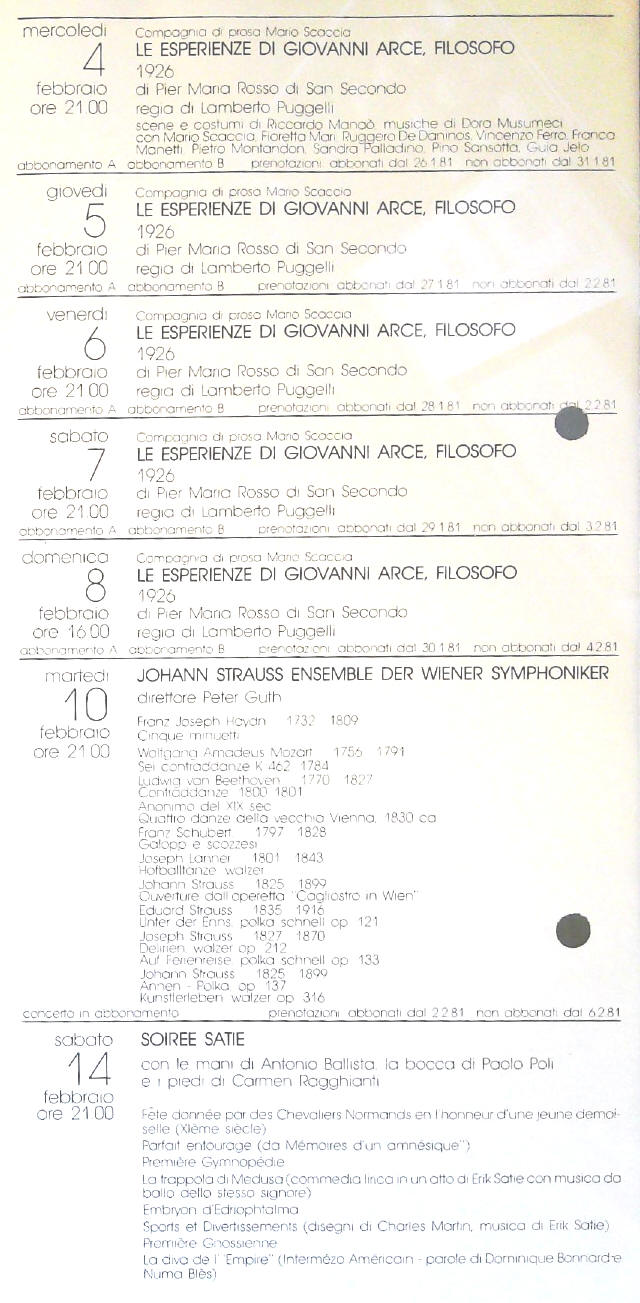 mercoledi
4
febbraio
ore 21.00
Compagnia di prosa Mario Scaccia
LE ESPERIENZE DI GIOVANNI ARCE, FILOSOFO
1926
di Pier Maria Rosso di San Secondo
regia di Lamberto Puggelli
scene e costumi di Riccardo Manaò, musiche di Dora Musumeci
con Mario Scaccia, Fioretta Mari, Ruggero De Daninos, Vincenzo Ferro, Franca
Manetti, Pietro Montandon, Sandra Palladino, Pino Sansotta, Guia Jelo
abbonamento A abbonamento B prenotazioni abbonati dal 26.1.81 non abbonati dal 31.1.81
giovedi
5
febbraio
ore 21.00
Compagnia di prosa Mario Scaccia
LE ESPERIENZE DI GIOVANNI ARCE, FILOSOFO
1926
di Pier Maria Rosso di San Secondo
regia di Lamberto Puggelli
abbonamento A abbonamento B prenotazioni abbonati dal 27.1.81 non abbonati dal 2.2.81
venerdi
6
febbraio
ore 21.00
Compagnia di prosa Mario Scaccia
LE ESPERIENZE DI GIOVANNI ARCE, FILOSOFO
1926
di Pier Maria Rosso di San Secondo
regia di Lamberto Puggelli
abbonamento A abbonamento B prenotazioni abbonati dal 28.1.81 non abbonati dal 2.2.81
sabato
7
febbraio
ore 21.00
Compagnia di prosa Mario Scaccia
LE ESPERIENZE DI GIOVANNI ARCE, FILOSOFO
1926
di Pier Maria Rosso di San Secondo
regia di Lamberto Puggelli
abbonamento A abbonamento B prenotazioni abbonati dal 29.1.81 non abbonati dal 3.2.81
domenica
8
febbraio
ore 16.00
Compagnia di prosa Mario Scaccia
LE ESPERIENZE DI GIOVANNI ARCE, FILOSOFO
1926
di Pier Maria Rosso di San Secondo
regia di Lamberto Puggelli
abbonamento A abbonamento B prenotazioni abbonati dal 30.1.81 non abbonati dal 4.2.81
martedi
10
febbraio
ore 21.00
JOHANN STRAUSS ENSEMBLE DER WIENER SYMPHONIKER
direttore Peter Guth
Franz Joseph Haydn 1732 1809
Cinque minuetti
Wolfgang Amadeus Mozart 1756 1791
Sei contraddanze K 462 1784
Ludwig van Beethoven 1770 1827
Contraddanze 1800 1801
Anonimo del XIX sec
Quattro danze della vecchia Vienna, 1830 ca
Franz Schubert 1797 1828
Galopp e scozzesi
Joseph Lanner 1801 1843
Hofballtanze walzer
Johann Strauss 1825 1899
Ouverture dall'operetta "Cagliostro in Wien"
Eduard Strauss 1835 1916
Unter der Enns, polka schnell op 121
Joseph Strauss 1827 1870
Delirien, walzer op 212
Auf Ferienreise, polka schnell op 133
Johann Strauss 1825 1899
Annen - Polka op 137
Kunstlerleben walzer op 316
concerto in abbonamento prenotazioni abbonati dal 2.2.81 non abbonati dal 6.2.81
sabato
14
febbraio
ore 21.00
SOIREE SATIE
con le mani di Antonio Ballista, la bocca di Paolo Poli
e i piedi di Carmen Ragghianti
Fête donnée par des Chevaliers Normands en l'honneur d'une jeune demoi-
selle (XIème siècle)
Parfait entourage (da Mémoires d'un amnésique")
Première Gymnopédie
La trappola di Medusa (commedia lirica in un atto di Erik Satie con musica da
ballo dello stesso signore)
Embryon d'Edriophtalma
Sports et Divertissements (disegni di Charles Martin, musica di Erik Satie)
Première Gnossienne
La diva de l' "Empire" (Intermézo Américain - parole di Dominique Bonnard e
Numa Blès)